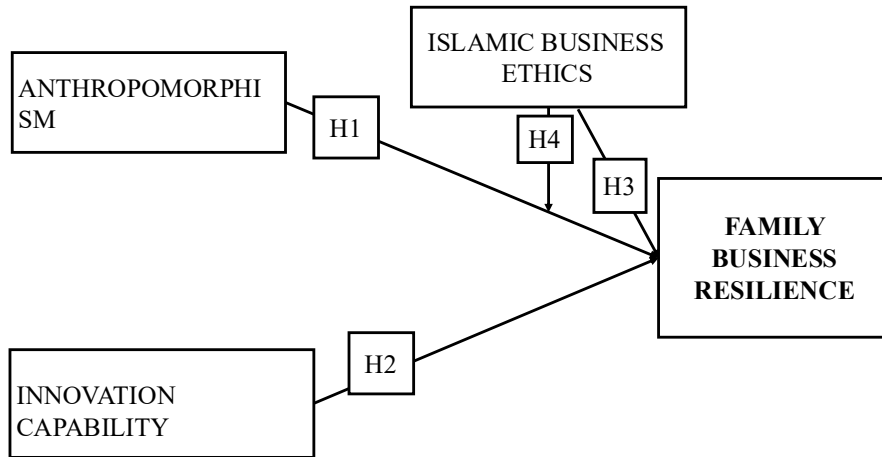 ISLAMIC BUSINESS
ETHICS
ANTHROPOMORPHI
SM
H1
H4
H3
FAMILY
BUSINESS
RESILIENCE
H2
INNOVATION
CAPABILITY